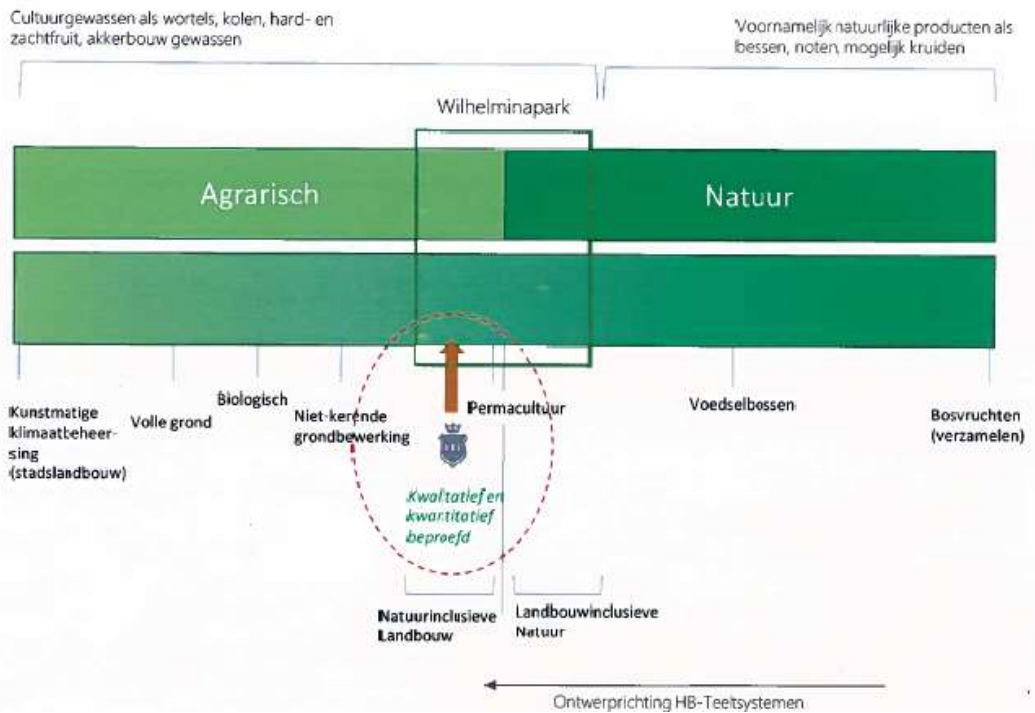 Cultuurgewassen als wortels, kolen, hard- en
zachtfruit, akkerbouw gewassen
Voornamelijk natuurlijke producten als
bessen, noten, mogelijk kruiden
Wilhelminapark
Agrarisch
Natuur
Kunstmatige
klimaatbeheer-
sing
(stadslandbouw)
Volle grond
Biologisch
Niet-kerende
grondbewerking
Permacultuur
Voedselbossen
Bosvruchten
(verzamelen)
Kwalitatief en
kwantitatief
beproefd
Natuurinclusieve
Landbouw
Landbouwinclusieve
Natuur
Ontwerprichting HB-Teeltsystemen